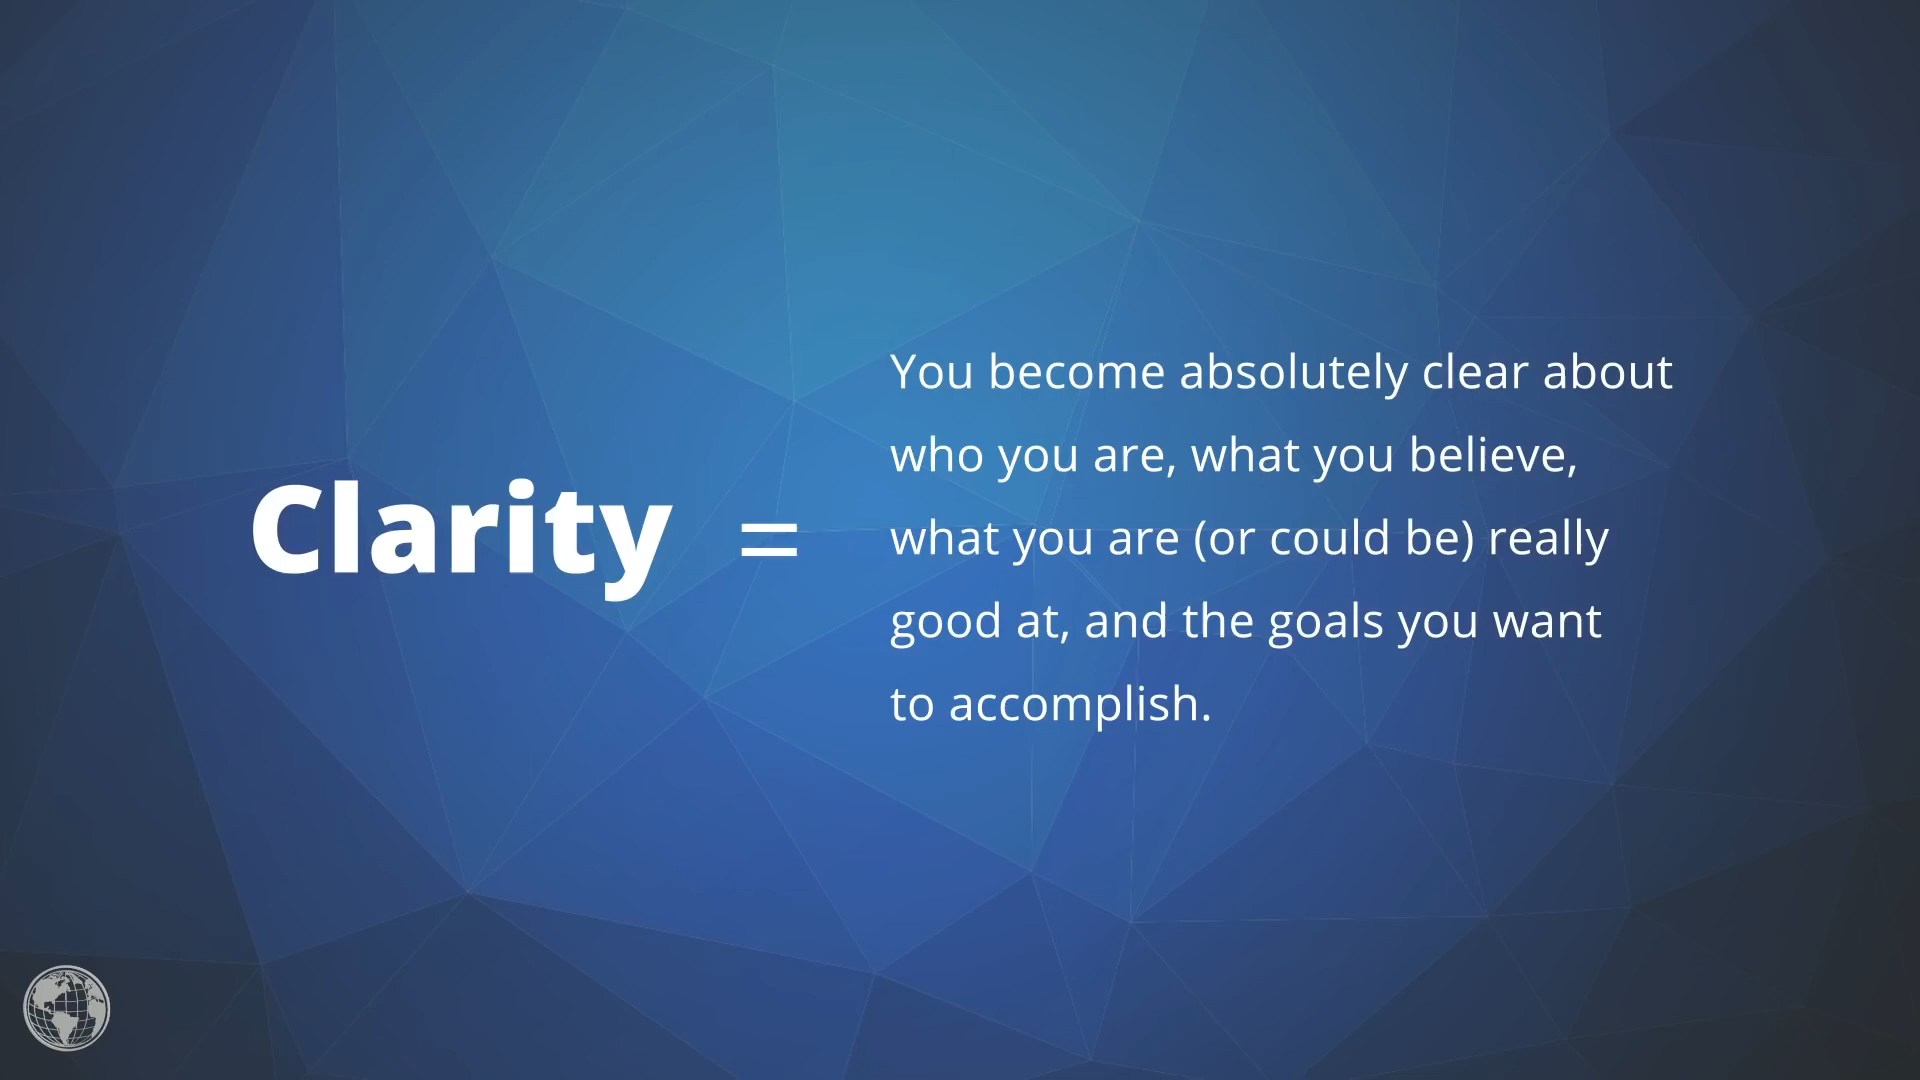 Clarity =
You become absolutely clear about
who you are, what you believe,
what you are (or could be) really
good at, and the goals you want
to accomplish.